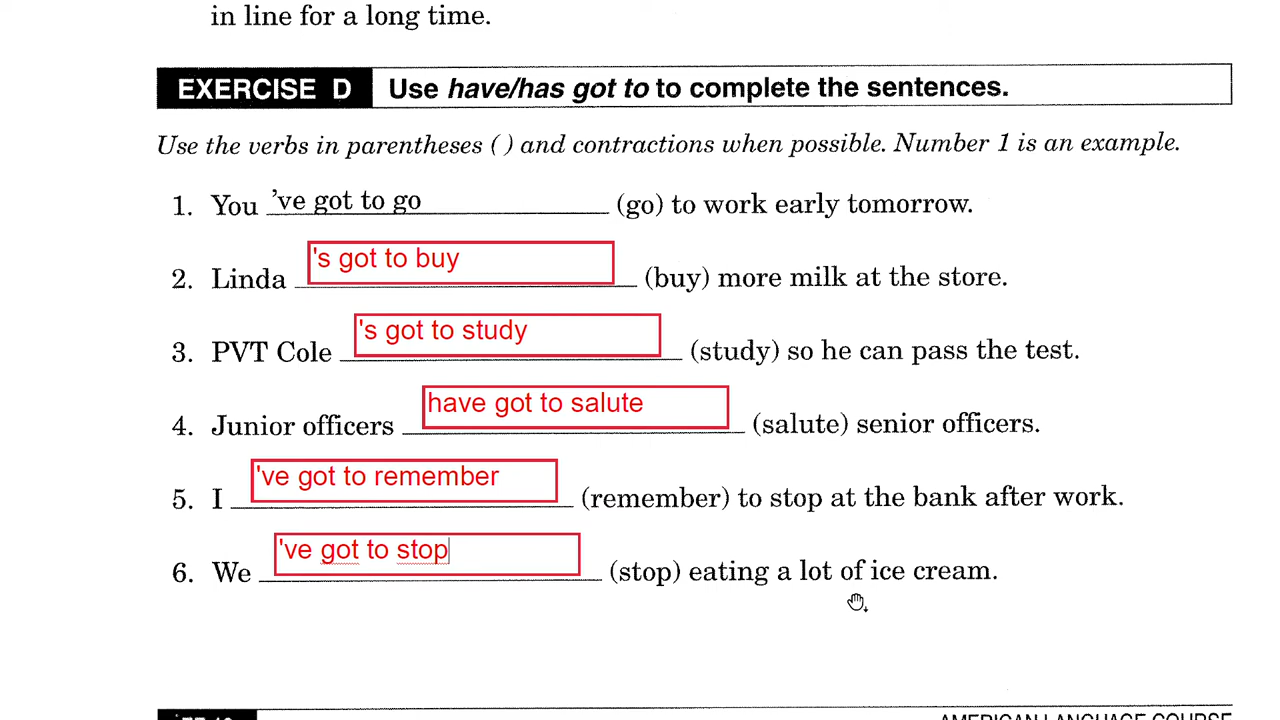 in line for a long time.
EXERCISE D Use have/has got to to complete the sentences.
Use the verbs in parentheses ( ) and contractions when possible. Number 1 is an example.
1. You 've got to go (go) to work early tomorrow.
2. Linda 's got to buy (buy) more milk at the store.
3. PVT Cole 's got to study (study) so he can pass the test.
4. Junior officers have got to salute (salute) senior officers.
5. I 've got to remember (remember) to stop at the bank after work.
6. We 've got to stop (stop) eating a lot of ice cream.
AMERICAN LANGUAGE COURSE